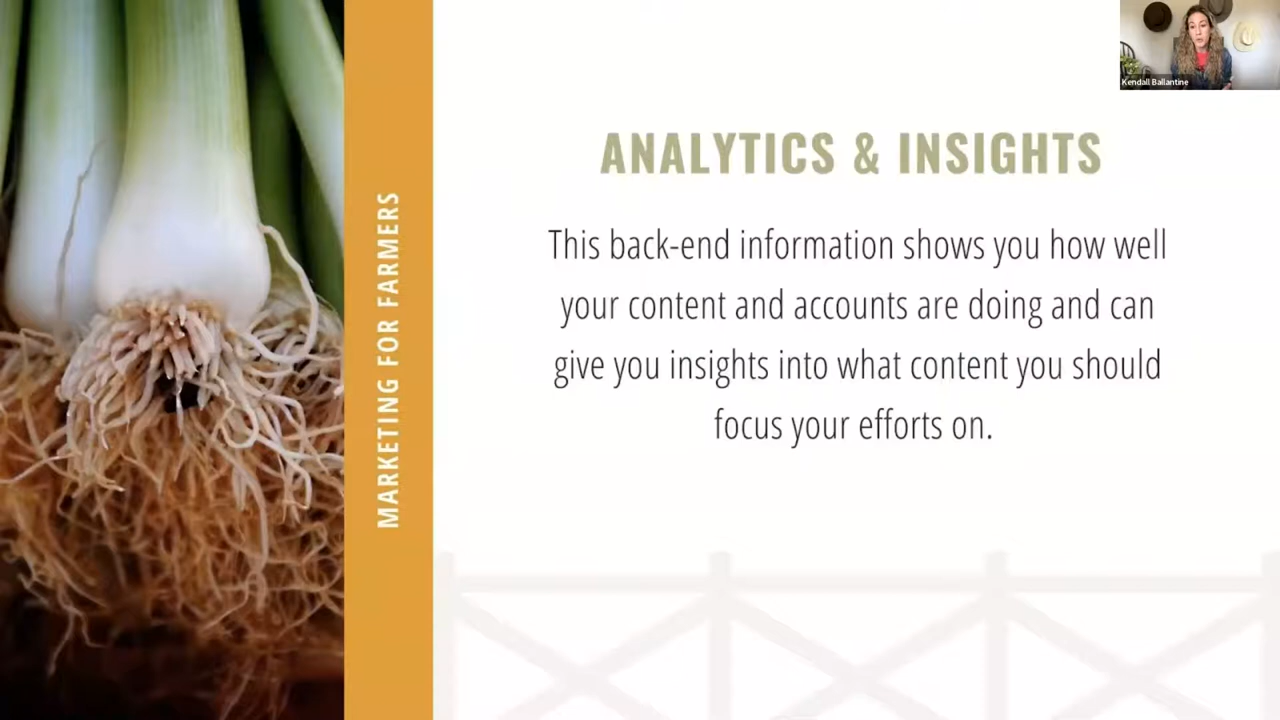 Kendall Ballantine
MARKETING FOR FARMERS
ANALYTICS & INSIGHTS
This back-end information shows you how well
your content and accounts are doing and can
give you insights into what content you should
focus your efforts on.